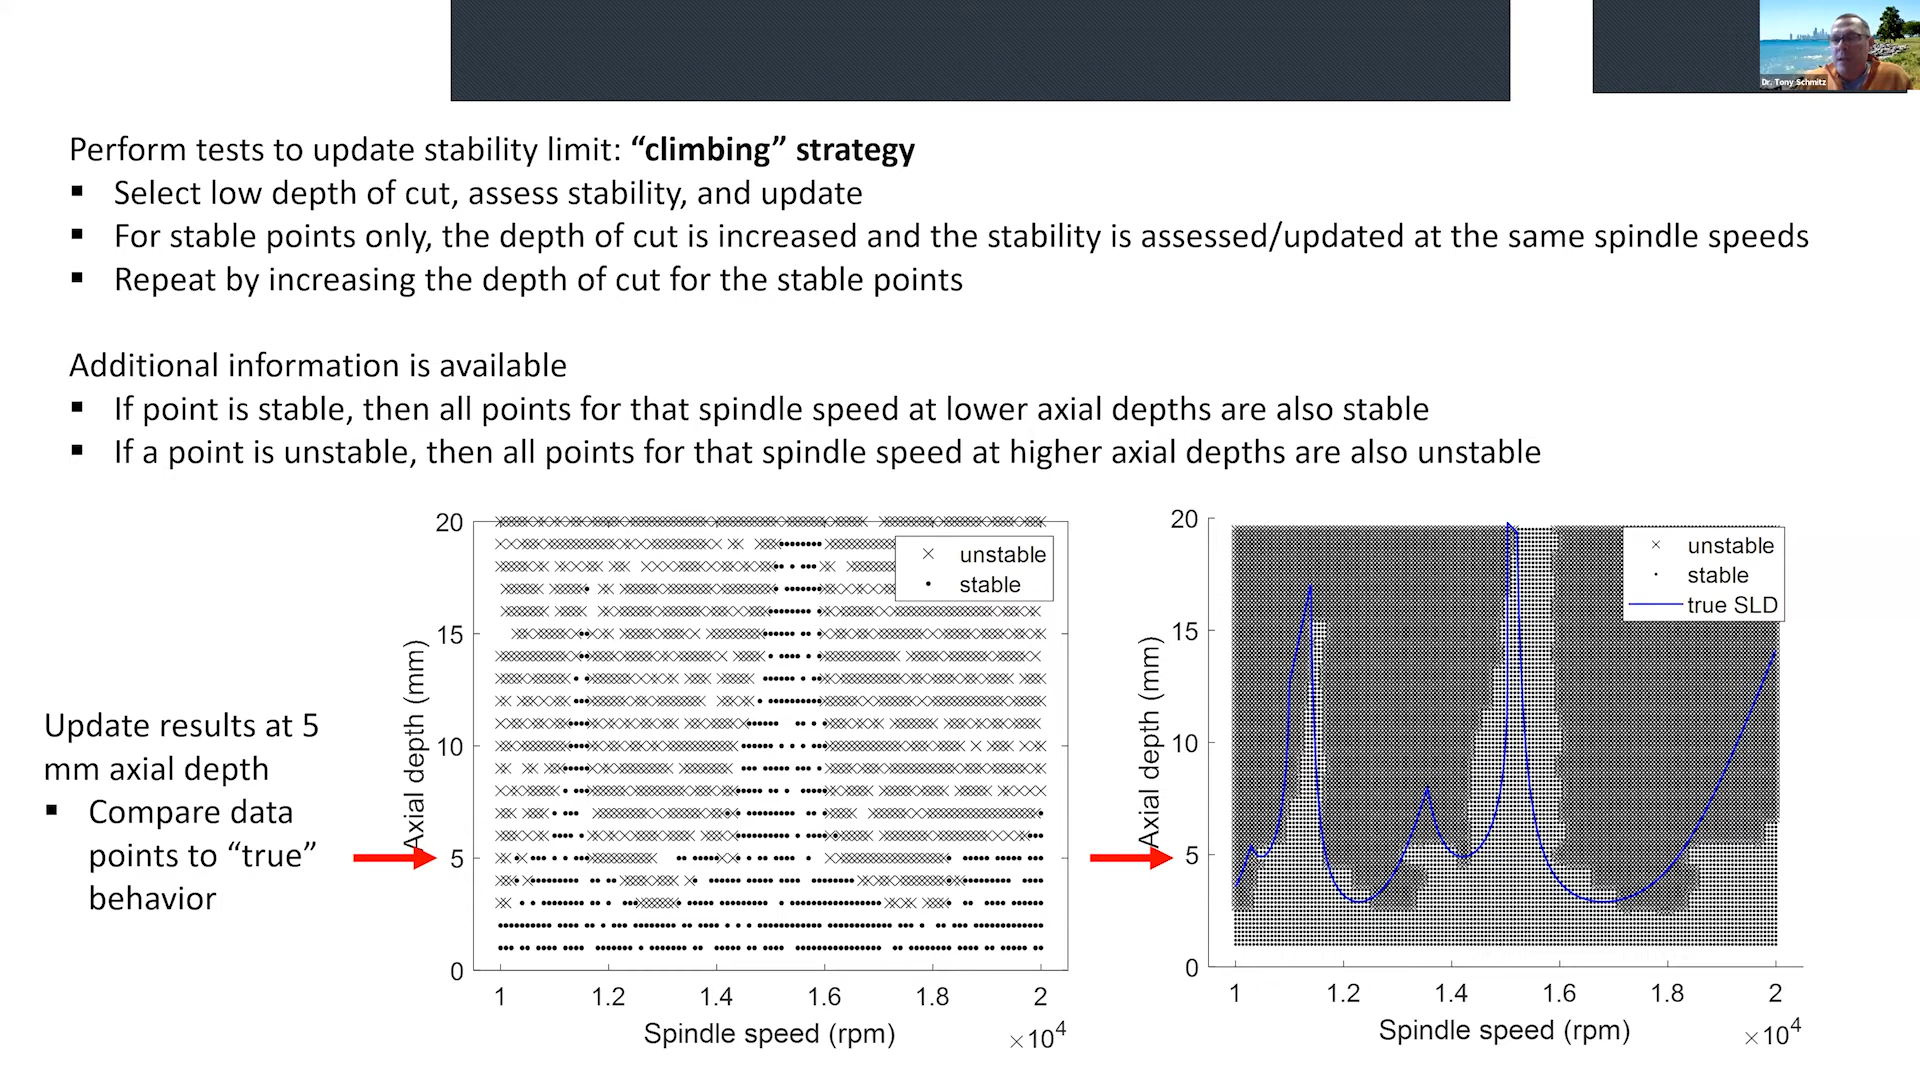 Dr. Tony Schmitz
Perform tests to update stability limit: “climbing” strategy
▪ Select low depth of cut, assess stability, and update
▪ For stable points only, the depth of cut is increased and the stability is assessed/updated at the same spindle speeds
▪ Repeat by increasing the depth of cut for the stable points
Additional information is available
▪ If point is stable, then all points for that spindle speed at lower axial depths are also stable
▪ If a point is unstable, then all points for that spindle speed at higher axial depths are also unstable
Update results at 5
mm axial depth
▪ Compare data
points to “true”
behavior
Axial depth (mm)
20
15
10
5
0
unstable
stable
1 1.2 1.4 1.6 1.8 2
Spindle speed (rpm)
×10⁴
Axial depth (mm)
20
15
10
5
0
unstable
stable
true SLD
1 1.2 1.4 1.6 1.8 2
Spindle speed (rpm)
×10⁴